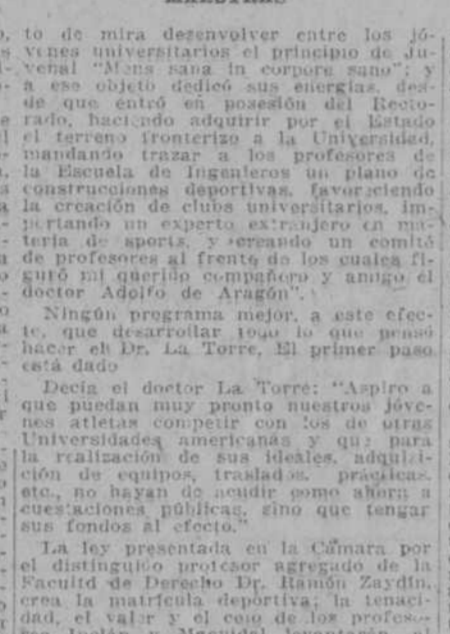 to de mira desenvolver entre los jó-
venes universitarios el principio de Ju-
venal "Mens sana in corpore sano"; y
a ese objeto dedicó sus energías, des-
de que entró en posesión del Recto-
rado, haciendo adquirir por el Estado
el terreno fronterizo a la Universidad,
mandando trazar a los profesores de
la Escuela de Ingenieros un plano de
construcciones deportivas, favoreciendo
la creación de clubs universitarios, im-
portando un experto extranjero en ma-
teria de sports, y creando un comité
de profesores al frente de los cuales fi-
guró mi querido compañero y amigo el
doctor Adolfo de Aragón".
Ningún programa mejor, a este efec-
to, que desarrollar todo lo que pensó
hacer el Dr. La Torre. El primer paso
está dado
Decía el doctor La Torre: "Aspiro a
que puedan muy pronto nuestros jóve-
nes atletas competir con los de otras
Universidades americanas y que para
la realización de sus ideales, adquisi-
ción de equipos, traslados, prácticas,
etc., no hayan de acudir como ahora a
cuestaciones públicas, sino que tengan
sus fondos al efecto."
La ley presentada en la Cámara por
el distinguido profesor agregado de la
Facultd de Derecho Dr. Ramón Zaydín,
crea la matrícula deportiva; la tenaci-
dad, el valor y el celo de los profeso-